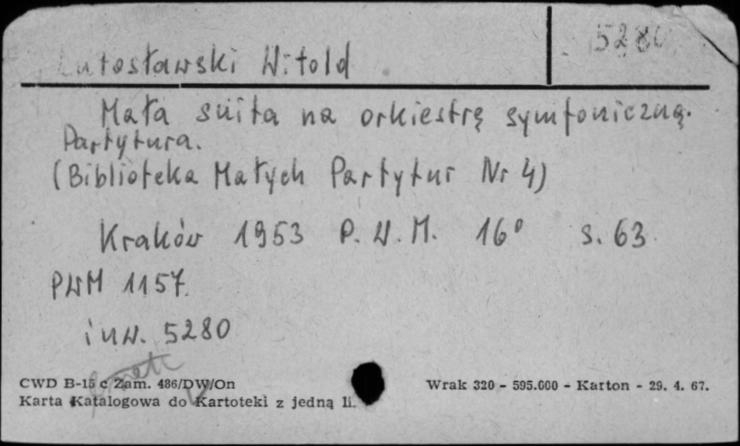 Lutosławski Witold 5280
Mała suita na orkiestrę symfoniczną.
Partytura.
(Biblioteka Małych Partytur Nr 4)
Kraków 1953 P.W.M. 16° s. 63
PWM 1157.
inw. 5280
CWD B-15 c Zam. 486/DW/On Wrak 320 - 595.000 - Karton - 29. 4. 67.
Karta Katalogowa do Kartoteki z jedną li.